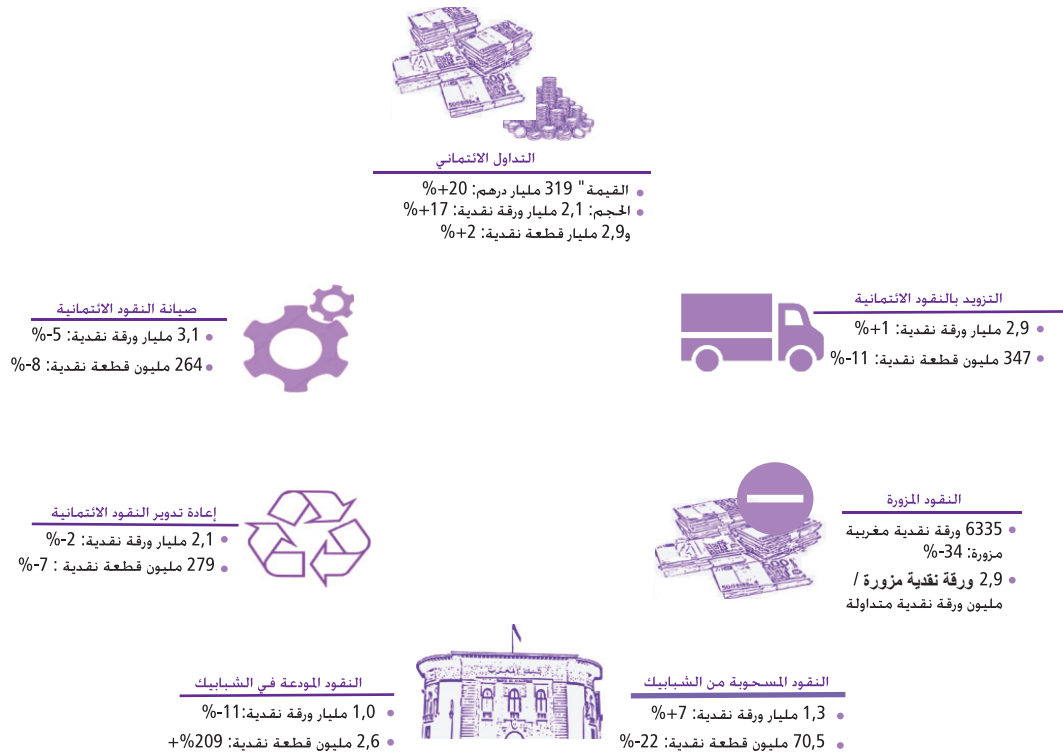 التداول الائتماني
القيمة" 319 مليار درهم: 20+%
الحجم: 2,1 مليار ورقة نقدية: 17+%
و2,9 مليار قطعة نقدية: 2+%
التزويد بالنقود الائتمانية
2,9 مليار ورقة نقدية: 1+%
347 مليون قطعة نقدية: 11-%
صيانة النقود الائتمانية
3,1 مليار ورقة نقدية: 5-%
264 مليون قطعة نقدية: 8-%
النقود المزورة
6335 ورقة نقدية مغربية
مزورة: 34-%
2,9 ورقة نقدية مزورة /
مليون ورقة نقدية متداولة
إعادة تدوير النقود الائتمانية
2,1 مليار ورقة نقدية: 2-%
279 مليون قطعة نقدية : 7-%
النقود المسحوبة من الشبابيك
1,3 مليار ورقة نقدية: 7+%
70,5 مليون قطعة نقدية: 22-%
النقود المودعة في الشبابيك
1,0 مليار ورقة نقدية:11-%
2,6 مليون قطعة نقدية: 209%+